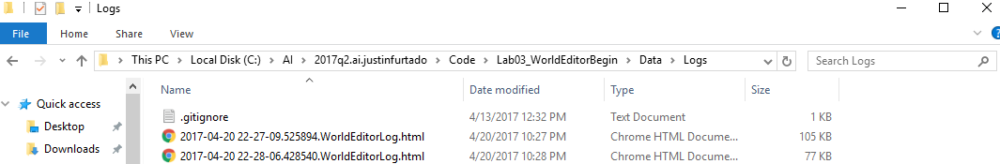 Logs
File Home Share View
This PC > Local Disk (C:) > AI > 2017q2.ai.justinfurtado > Code > Lab03_WorldEditorBegin > Data > Logs Search Logs
Quick access Name Date modified Type Size
Desktop .gitignore 4/13/2017 12:32 PM Text Document 1 KB
2017-04-20 22-27-09.525894.WorldEditorLog.html 4/20/2017 10:27 PM Chrome HTML Docume... 105 KB
Downloads 2017-04-20 22-28-06.428540.WorldEditorLog.html 4/20/2017 10:28 PM Chrome HTML Docume... 77 KB